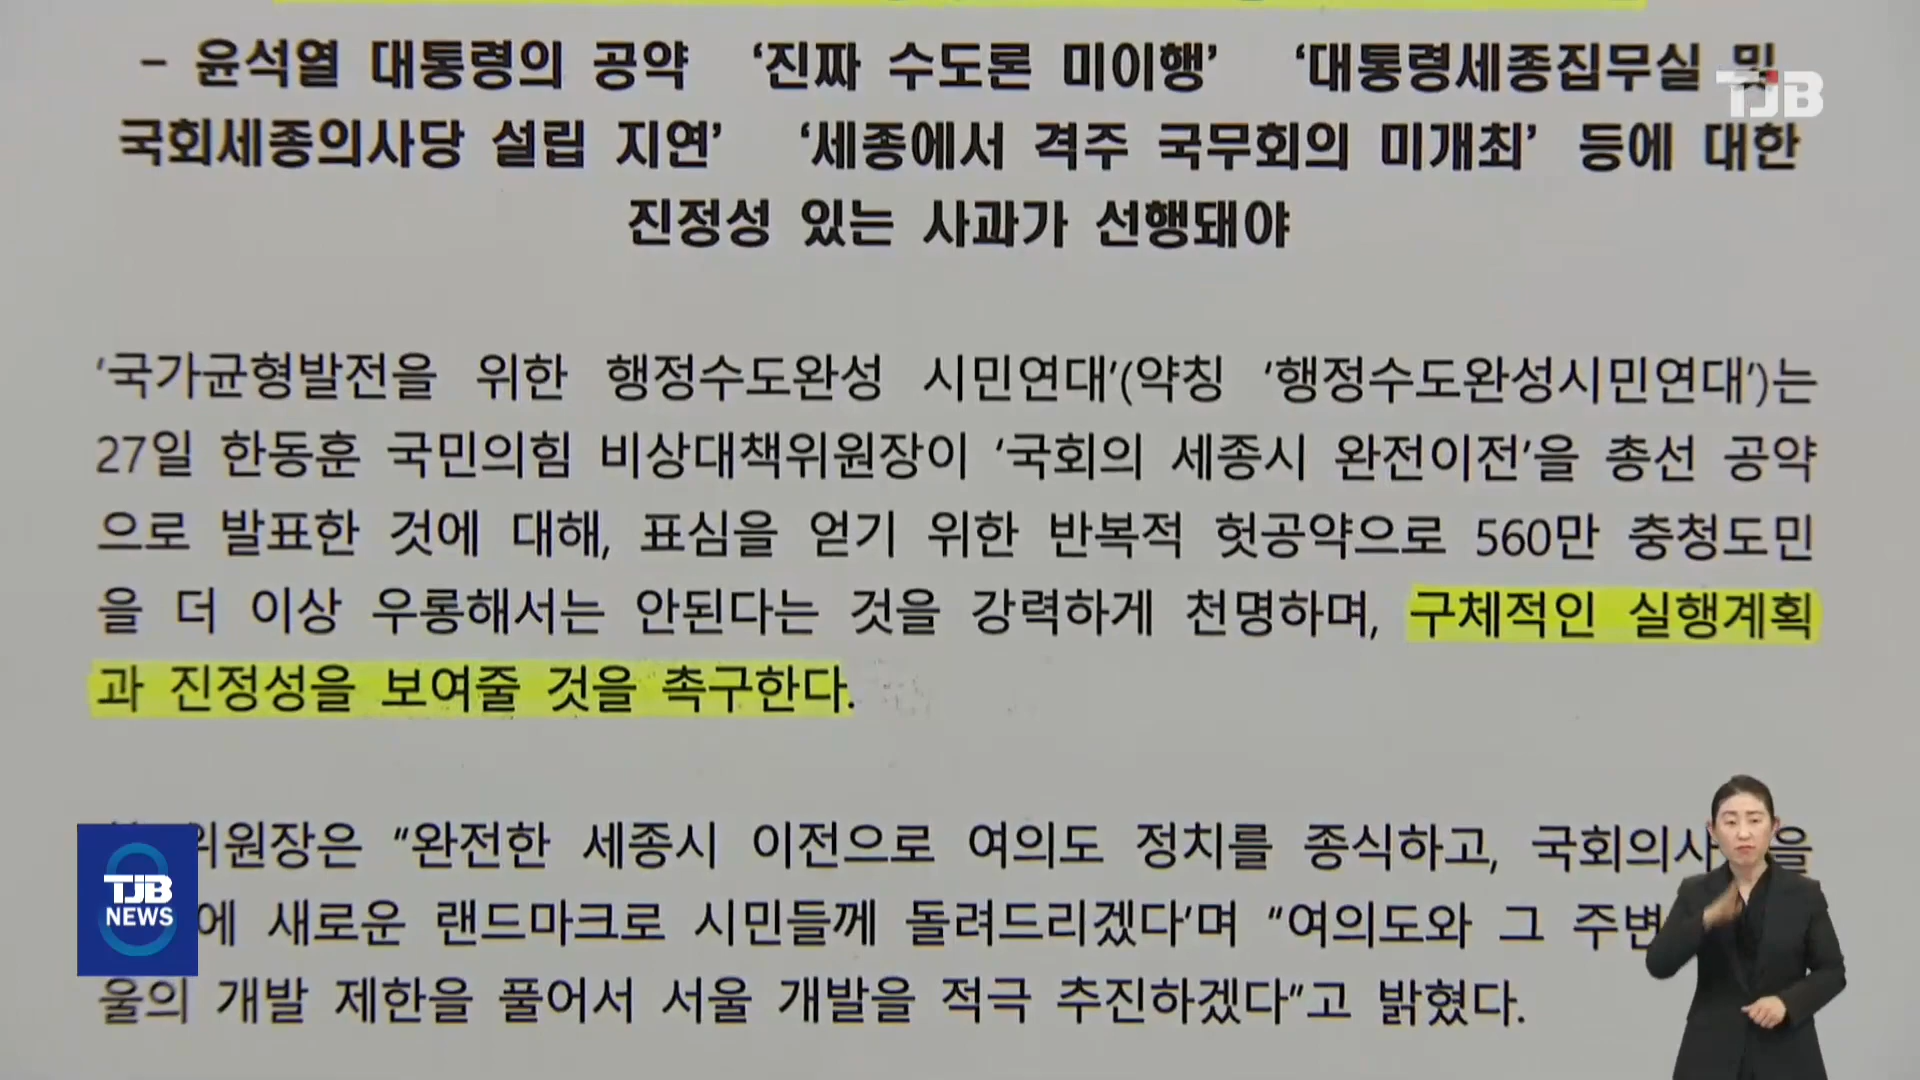 - 윤석열 대통령의 공약 '진짜 수도론 미이행' '대통령세종집무실 및
TJB
국회세종의사당 설립 지연' '세종에서 격주 국무회의 미개최' 등에 대한
진정성 있는 사과가 선행돼야
'국가균형발전을 위한 행정수도완성 시민연대'(약칭 '행정수도완성시민연대')는
27일 한동훈 국민의힘 비상대책위원장이 '국회의 세종시 완전이전'을 총선 공약
으로 발표한 것에 대해, 표심을 얻기 위한 반복적 헛공약으로 560만 충청도민
을 더 이상 우롱해서는 안된다는 것을 강력하게 천명하며, 구체적인 실행계획
과 진정성을 보여줄 것을 촉구한다.
위원장은 "완전한 세종시 이전으로 여의도 정치를 종식하고, 국회의사 을
에 새로운 랜드마크로 시민들께 돌려드리겠다'며 "여의도와 그 주변
울의 개발 제한을 풀어서 서울 개발을 적극 추진하겠다"고 밝혔다.
TJB
NEWS